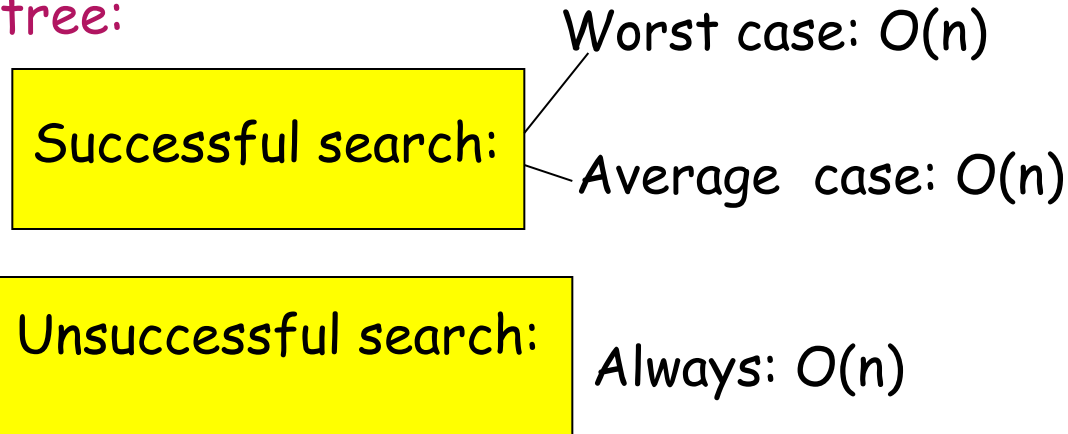 tree:
Worst case: O(n)
Successful search:
Average case: O(n)
Unsuccessful search:
Always: O(n)